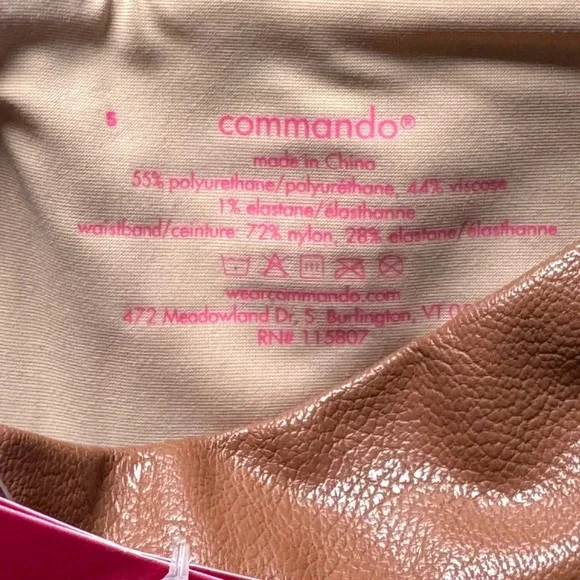 S
commando®
made in China
55% polyurethane/polyuréthane, 44% viscose
1% elastane/élasthanne
waistband/ceinture: 72% nylon, 28% elastane/élasthanne
wearcommando.com
472 Meadowland Dr, S. Burlington, VT
RN# 115807